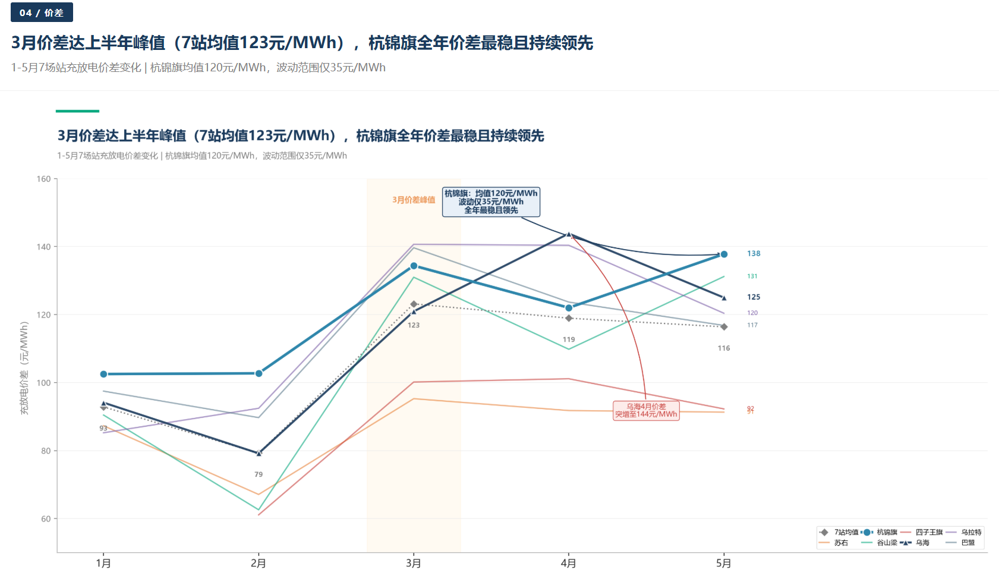 04 / 价差
3月价差达上半年峰值（7站均值123元/MWh），杭锦旗全年价差最稳且持续领先
1-5月7场站充放电价差变化 | 杭锦旗均值120元/MWh，波动范围仅35元/MWh
3月价差达上半年峰值（7站均值123元/MWh），杭锦旗全年价差最稳且持续领先
1-5月7场站充放电价差变化 | 杭锦旗均值120元/MWh，波动范围仅35元/MWh
充放电价差（元/MWh）
160
140
120
100
80
60
3月价差峰值
杭锦旗：均值120元/MWh
波动仅35元/MWh
全年最稳且领先
138
131
125
120
117
92
91
93
79
123
119
116
乌海4月价差
突增至144元/MWh
7站均值
杭锦旗
四子王旗
乌拉特
苏右
谷山梁
乌海
巴盟
1月
2月
3月
4月
5月